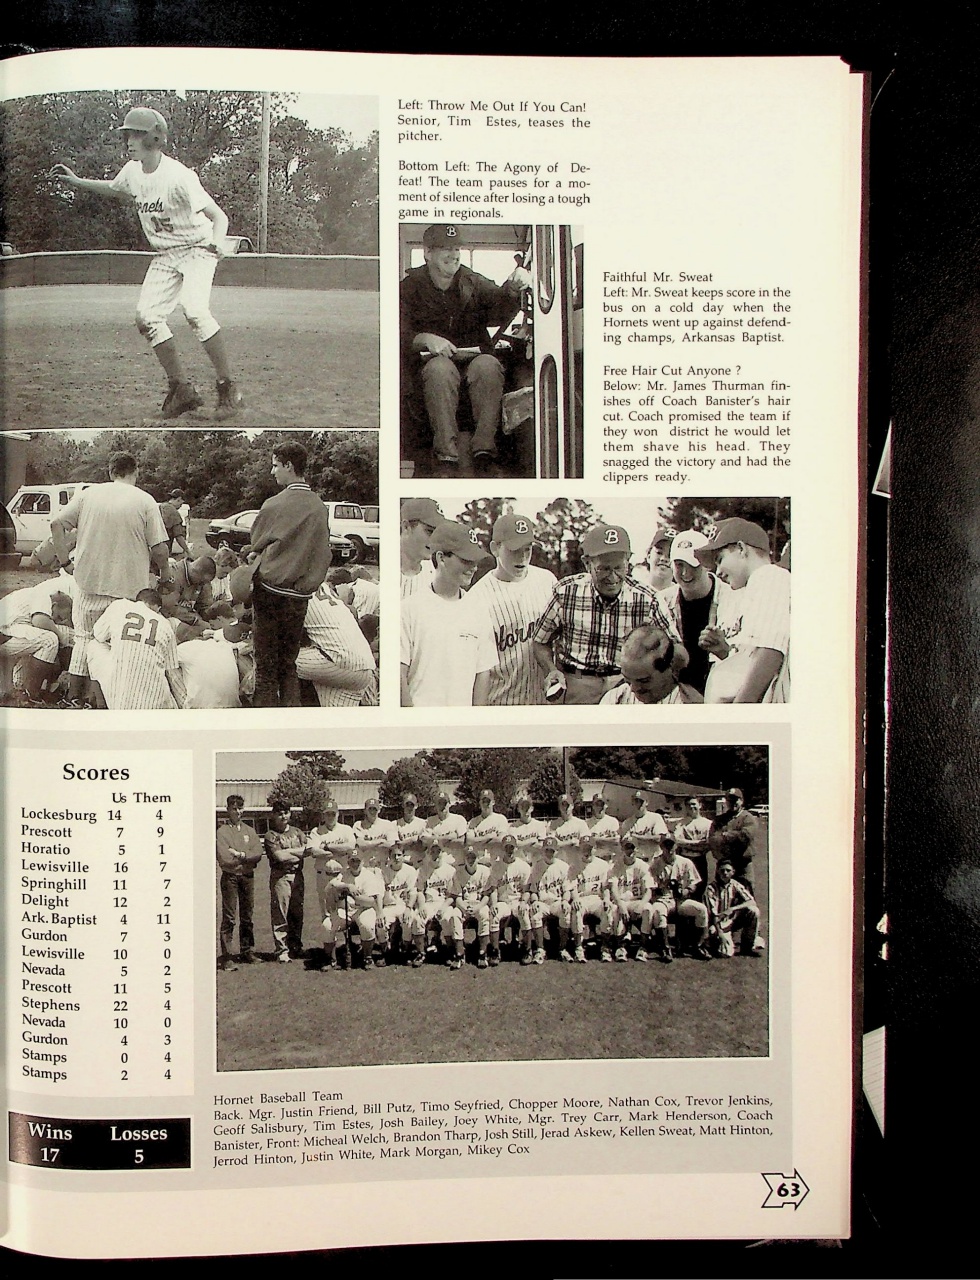 Left: Throw Me Out If You Can!
Senior, Tim Estes, teases the
pitcher.
Bottom Left: The Agony of De-
feat! The team pauses for a mo-
ment of silence after losing a tough
game in regionals.
Faithful Mr. Sweat
Left: Mr. Sweat keeps score in the
bus on a cold day when the
Hornets went up against defend-
ing champs, Arkansas Baptist.
Free Hair Cut Anyone ?
Below: Mr. James Thurman fin-
ishes off Coach Banister's hair
cut. Coach promised the team if
they won district he would let
them shave his head. They
snagged the victory and had the
clippers ready.
15
B
21
B
B
Scores
Us Them
Lockesburg 14 4
Prescott 7 9
Horatio 5 1
Lewisville 16 7
Springhill 11 7
Delight 12 2
Ark. Baptist 4 11
Gurdon 7 3
Lewisville 10 0
Nevada 5 2
Prescott 11 5
Stephens 22 4
Nevada 10 0
Gurdon 4 3
Stamps 0 4
Stamps 2 4
Wins Losses
17 5
Hornet Baseball Team
Back. Mgr. Justin Friend, Bill Putz, Timo Seyfried, Chopper Moore, Nathan Cox, Trevor Jenkins,
Geoff Salisbury, Tim Estes, Josh Bailey, Joey White, Mgr. Trey Carr, Mark Henderson, Coach
Banister, Front: Micheal Welch, Brandon Tharp, Josh Still, Jerad Askew, Kellen Sweat, Matt Hinton,
Jerrod Hinton, Justin White, Mark Morgan, Mikey Cox
63